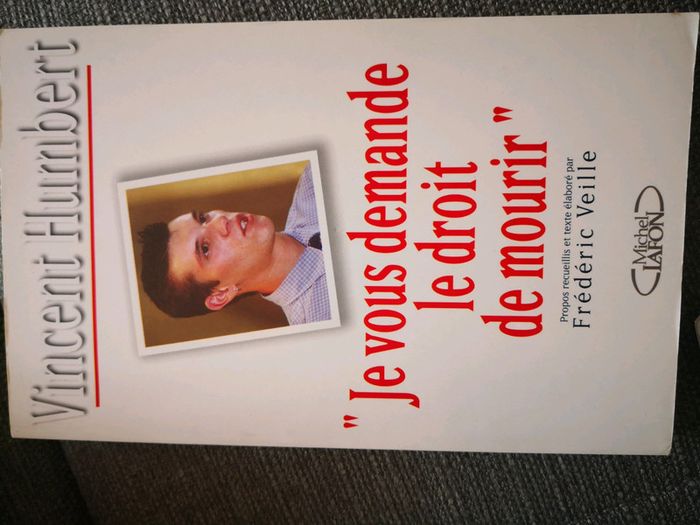 Vincent Humbert
" Je vous demande
le droit
de mourir "
Propos recueillis et texte élaboré par
Frédéric Veille
Michel
LAFON